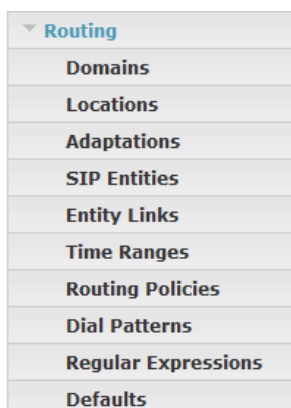 Routing
Domains
Locations
Adaptations
SIP Entities
Entity Links
Time Ranges
Routing Policies
Dial Patterns
Regular Expressions
Defaults